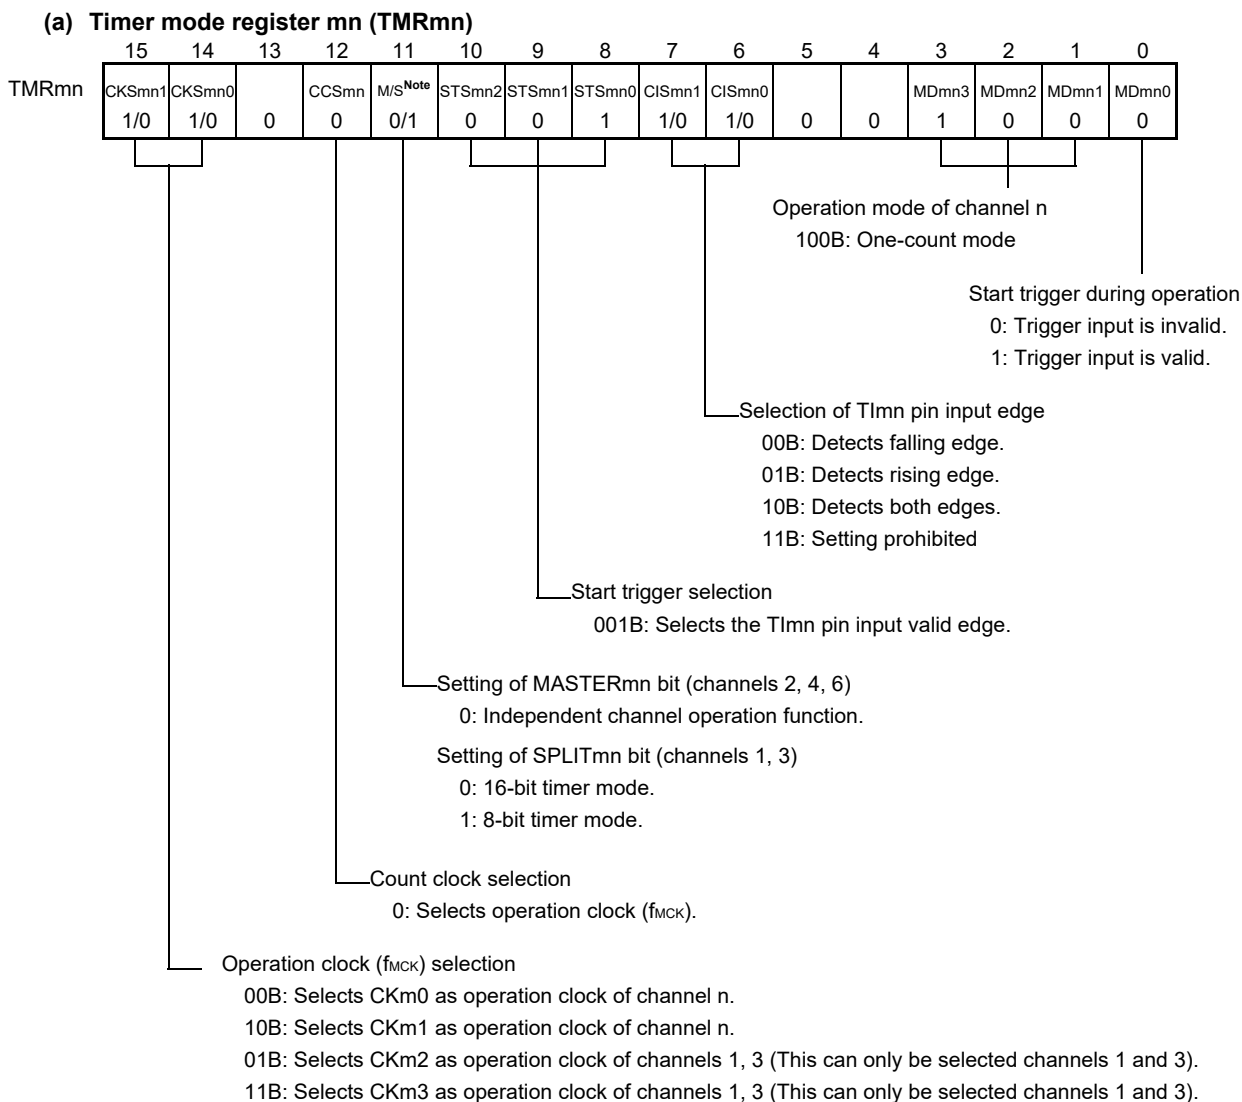 (a) Timer mode register mn (TMRmn)
15 14 13 12 11 10 9 8 7 6 5 4 3 2 1 0
TMRmn CKSmn1 CKSmn0 CCSmn M/SNote STSmn2 STSmn1 STSmn0 CISmn1 CISmn0 MDmn3 MDmn2 MDmn1 MDmn0
1/0 1/0 0 0 0/1 0 0 1 1/0 1/0 0 0 1 0 0 0
Operation mode of channel n
100B: One-count mode
Start trigger during operation
0: Trigger input is invalid.
1: Trigger input is valid.
Selection of TImn pin input edge
00B: Detects falling edge.
01B: Detects rising edge.
10B: Detects both edges.
11B: Setting prohibited
Start trigger selection
001B: Selects the TImn pin input valid edge.
Setting of MASTERmn bit (channels 2, 4, 6)
0: Independent channel operation function.
Setting of SPLITmn bit (channels 1, 3)
0: 16-bit timer mode.
1: 8-bit timer mode.
Count clock selection
0: Selects operation clock (fMCK).
Operation clock (fMCK) selection
00B: Selects CKm0 as operation clock of channel n.
10B: Selects CKm1 as operation clock of channel n.
01B: Selects CKm2 as operation clock of channels 1, 3 (This can only be selected channels 1 and 3).
11B: Selects CKm3 as operation clock of channels 1, 3 (This can only be selected channels 1 and 3).